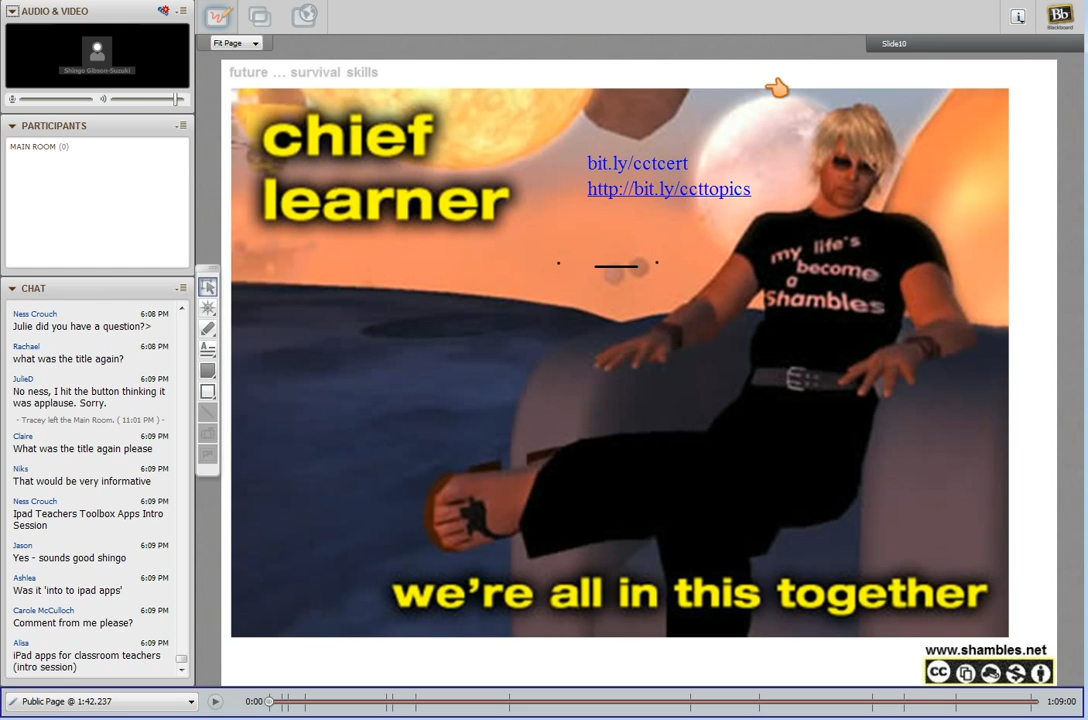 AUDIO & VIDEO
Shingo Gibson-Suzuki
PARTICIPANTS
MAIN ROOM (0)
CHAT
Ness Crouch 6:08 PM
Julie did you have a question?>
Rachael 6:08 PM
what was the title again?
JulieD 6:09 PM
No ness, I hit the button thinking it
was applause. Sorry.
- Tracey left the Main Room. ( 11:01 PM ) -
Claire 6:09 PM
What was the title again please
Niks 6:09 PM
That would be very informative
Ness Crouch 6:09 PM
Ipad Teachers Toolbox Apps Intro
Session
Jason 6:09 PM
Yes - sounds good shingo
Ashlea 6:09 PM
Was it 'into to ipad apps'
Carole McCulloch 6:09 PM
Comment from me please?
Alisa 6:09 PM
iPad apps for classroom teachers
(intro session)
Public Page @ 1:42.237
Fit Page
Bb
Blackboard
Slide10
future ... survival skills
chief
learner
bit.ly/cctcert
http://bit.ly/ccttopics
my life's
become
a
Shambles
we're all in this together
www.shambles.net
cc
0:00
1:09:00